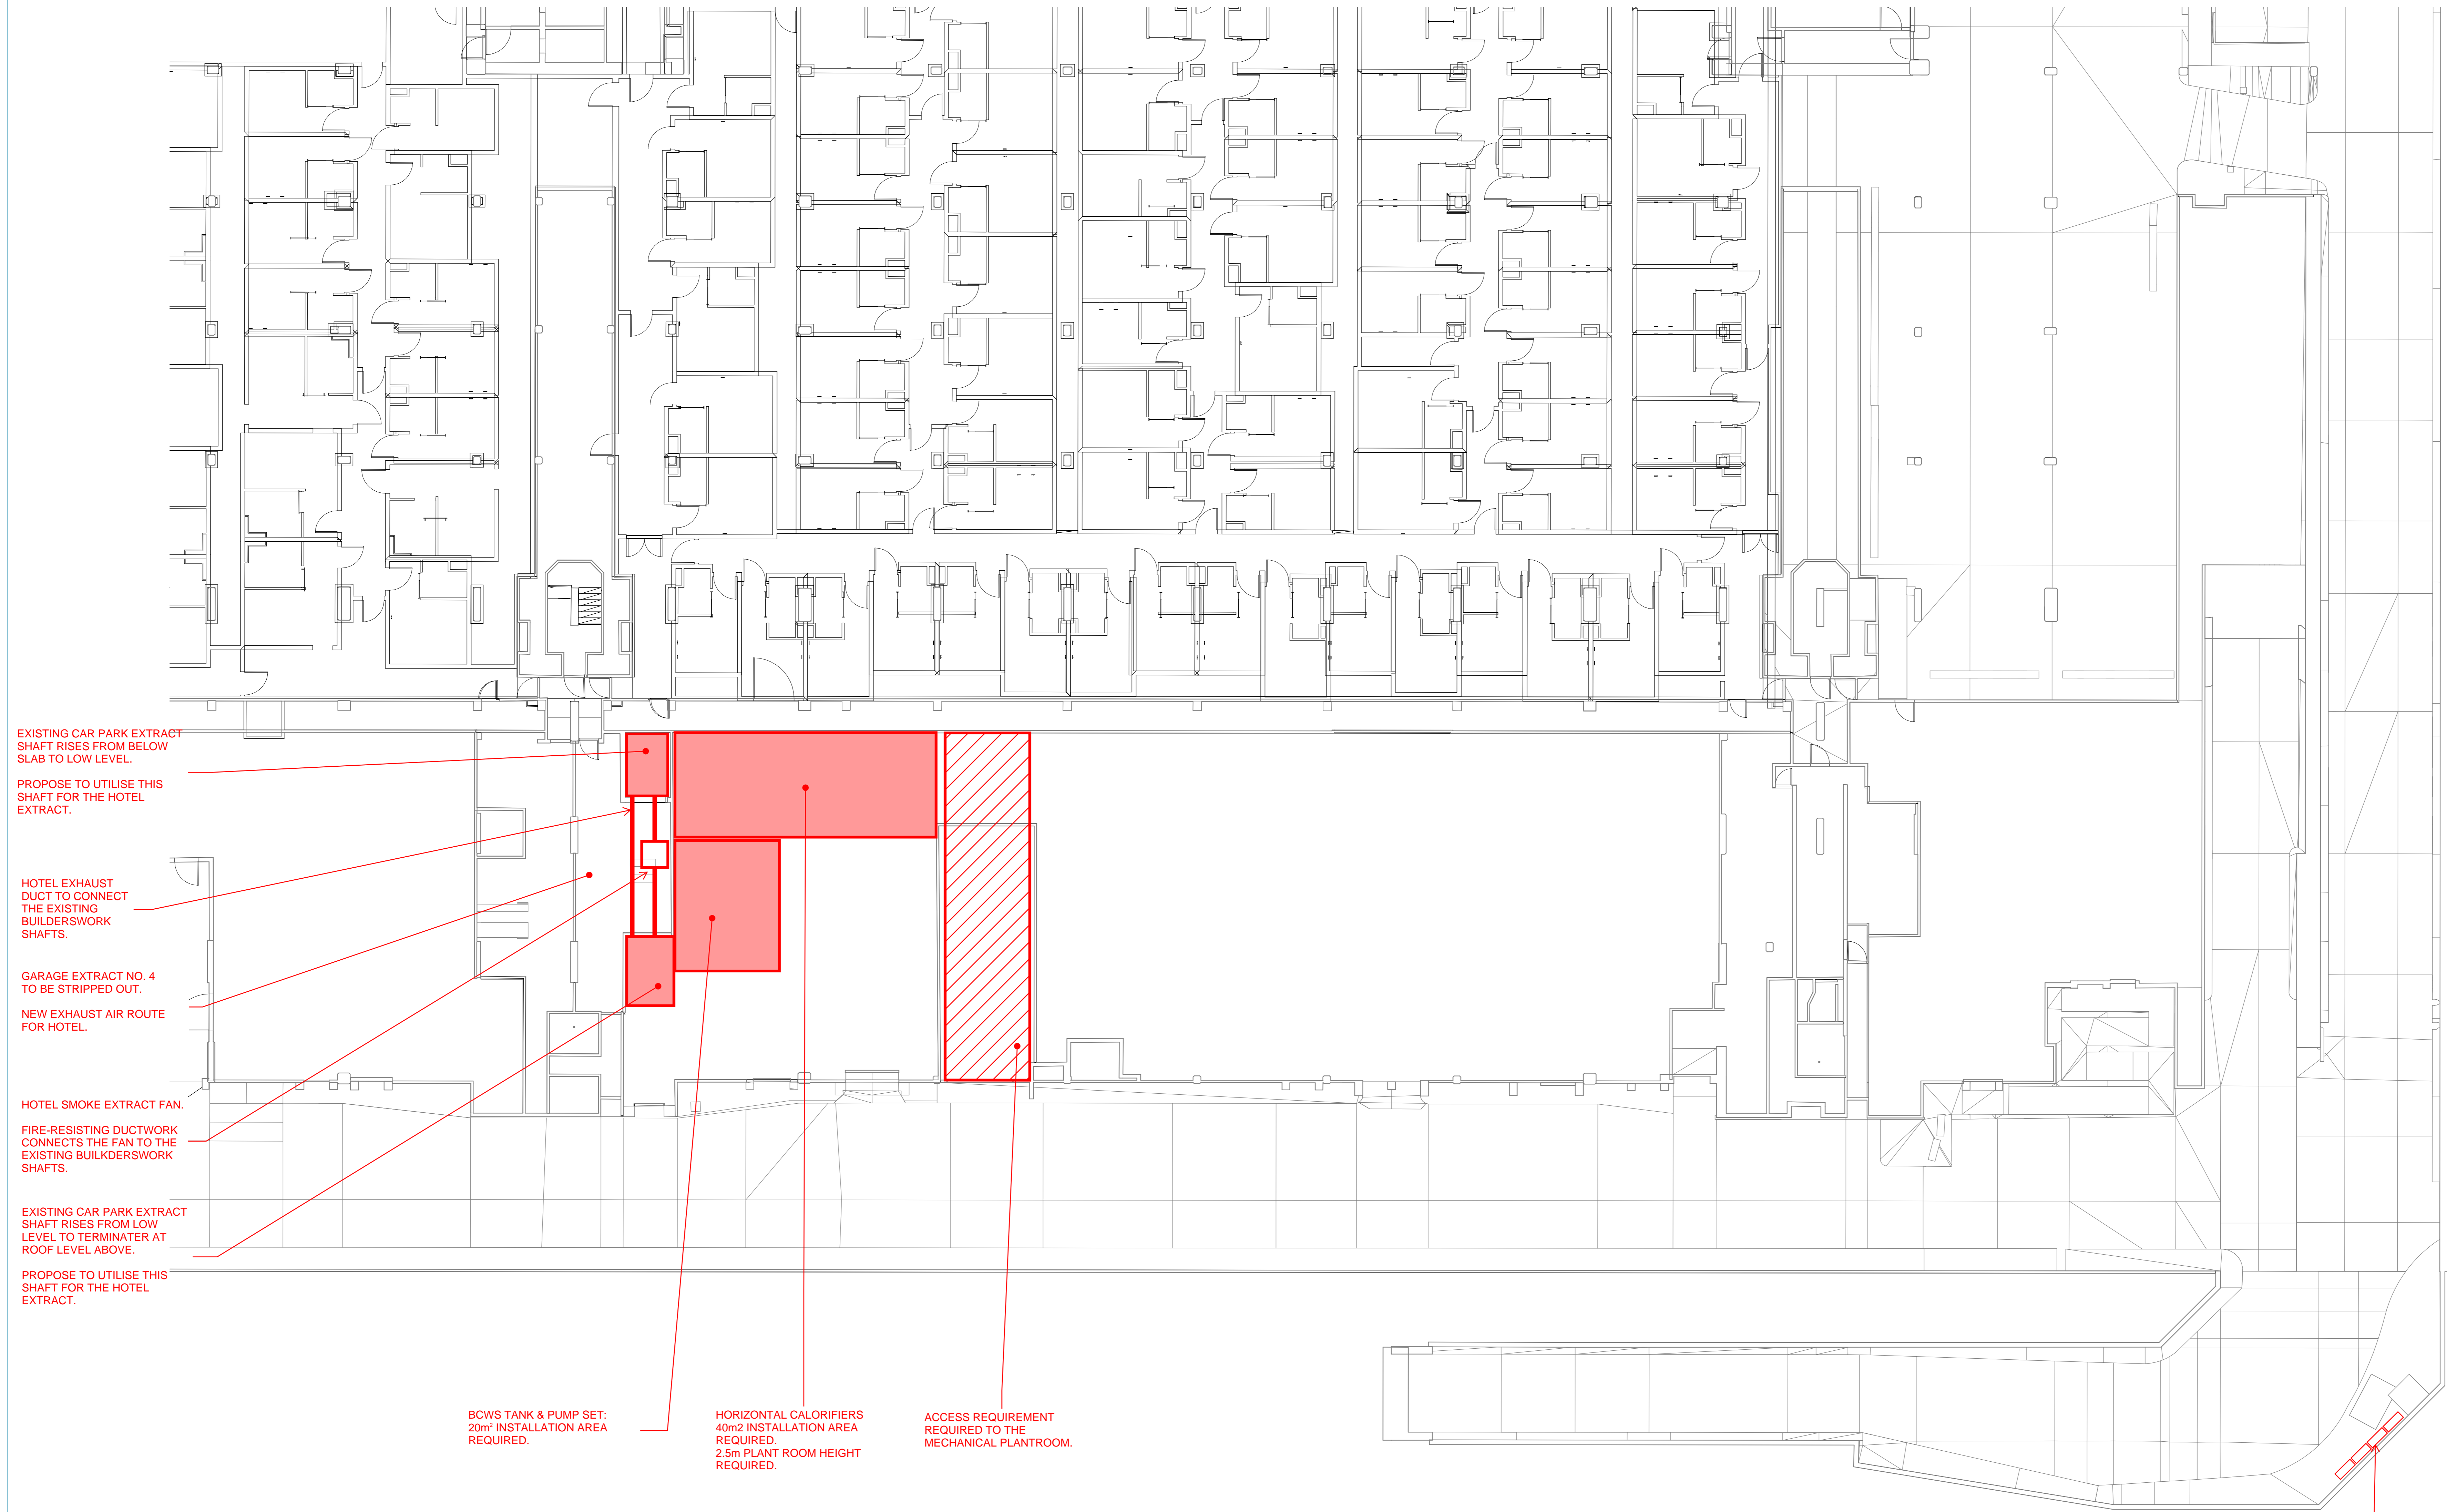 EXISTING CAR PARK EXTRACT
SHAFT RISES FROM BELOW
SLAB TO LOW LEVEL.
PROPOSE TO UTILISE THIS
SHAFT FOR THE HOTEL
EXTRACT.
HOTEL EXHAUST
DUCT TO CONNECT
THE EXISTING
BUILDERSWORK
SHAFTS.
GARAGE EXTRACT NO. 4
TO BE STRIPPED OUT.
NEW EXHAUST AIR ROUTE
FOR HOTEL.
HOTEL SMOKE EXTRACT FAN.
FIRE-RESISTING DUCTWORK
CONNECTS THE FAN TO THE
EXISTING BUILKDERSWORK
SHAFTS.
EXISTING CAR PARK EXTRACT
SHAFT RISES FROM LOW
LEVEL TO TERMINATER AT
ROOF LEVEL ABOVE.
PROPOSE TO UTILISE THIS
SHAFT FOR THE HOTEL
EXTRACT.
BCWS TANK & PUMP SET:
20m² INSTALLATION AREA
REQUIRED.
HORIZONTAL CALORIFIERS
40m2 INSTALLATION AREA
REQUIRED.
2.5m PLANT ROOM HEIGHT
REQUIRED.
ACCESS REQUIREMENT
REQUIRED TO THE
MECHANICAL PLANTROOM.